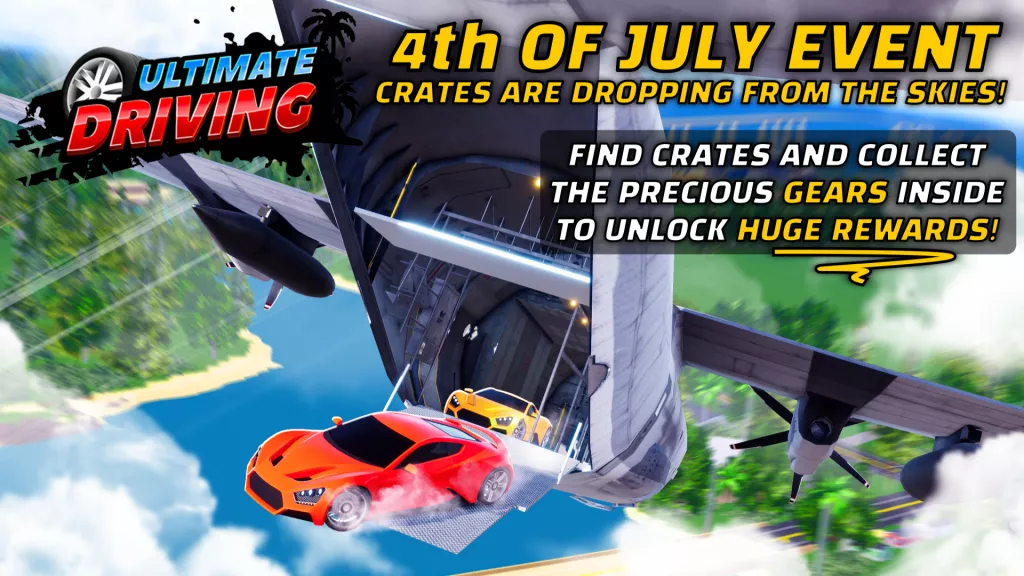 ULTIMATE
DRIVING
4th OF JULY EVENT
CRATES ARE DROPPING FROM THE SKIES!
FIND CRATES AND COLLECT
THE PRECIOUS GEARS INSIDE
TO UNLOCK HUGE REWARDS!